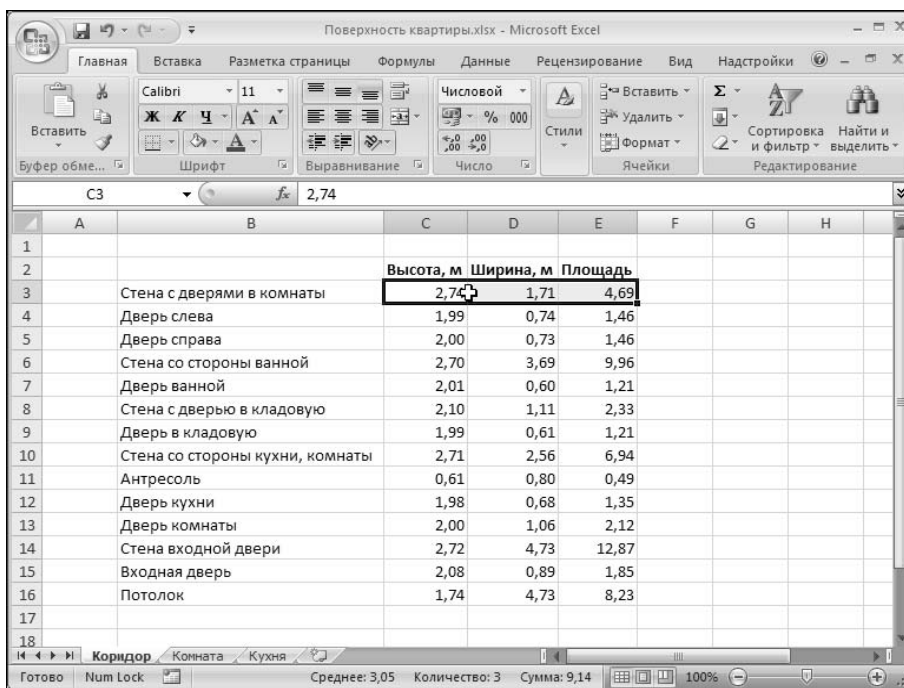 Поверхность квартиры.xlsx - Microsoft Excel
Главная Вставка Разметка страницы Формулы Данные Рецензирование Вид Надстройки
Вставить
Буфер обме...
Calibri 11
Ж К Ч А А
А
Шрифт
Выравнивание
Числовой
% 000
,0 ,00
,00 ,0
Число
А
Стили
Вставить
Удалить
Формат
Ячейки
Σ
Сортировка и фильтр
Найти и выделить
Редактирование
C3 fx 2,74
A B C D E F G H
1
2 Высота, м Ширина, м Площадь
3 Стена с дверями в комнаты 2,74 1,71 4,69
4 Дверь слева 1,99 0,74 1,46
5 Дверь справа 2,00 0,73 1,46
6 Стена со стороны ванной 2,70 3,69 9,96
7 Дверь ванной 2,01 0,60 1,21
8 Стена с дверью в кладовую 2,10 1,11 2,33
9 Дверь в кладовую 1,99 0,61 1,21
10 Стена со стороны кухни, комнаты 2,71 2,56 6,94
11 Антресоль 0,61 0,80 0,49
12 Дверь кухни 1,98 0,68 1,35
13 Дверь комнаты 2,00 1,06 2,12
14 Стена входной двери 2,72 4,73 12,87
15 Входная дверь 2,08 0,89 1,85
16 Потолок 1,74 4,73 8,23
17
18
Коридор Комната Кухня
Готово Num Lock Среднее: 3,05 Количество: 3 Сумма: 9,14 100%